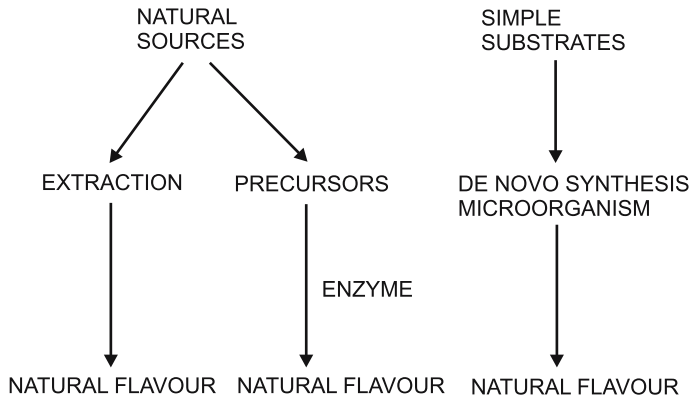 NATURAL
SOURCES
SIMPLE
SUBSTRATES
EXTRACTION
PRECURSORS
DE NOVO SYNTHESIS
MICROORGANISM
ENZYME
NATURAL FLAVOUR
NATURAL FLAVOUR
NATURAL FLAVOUR